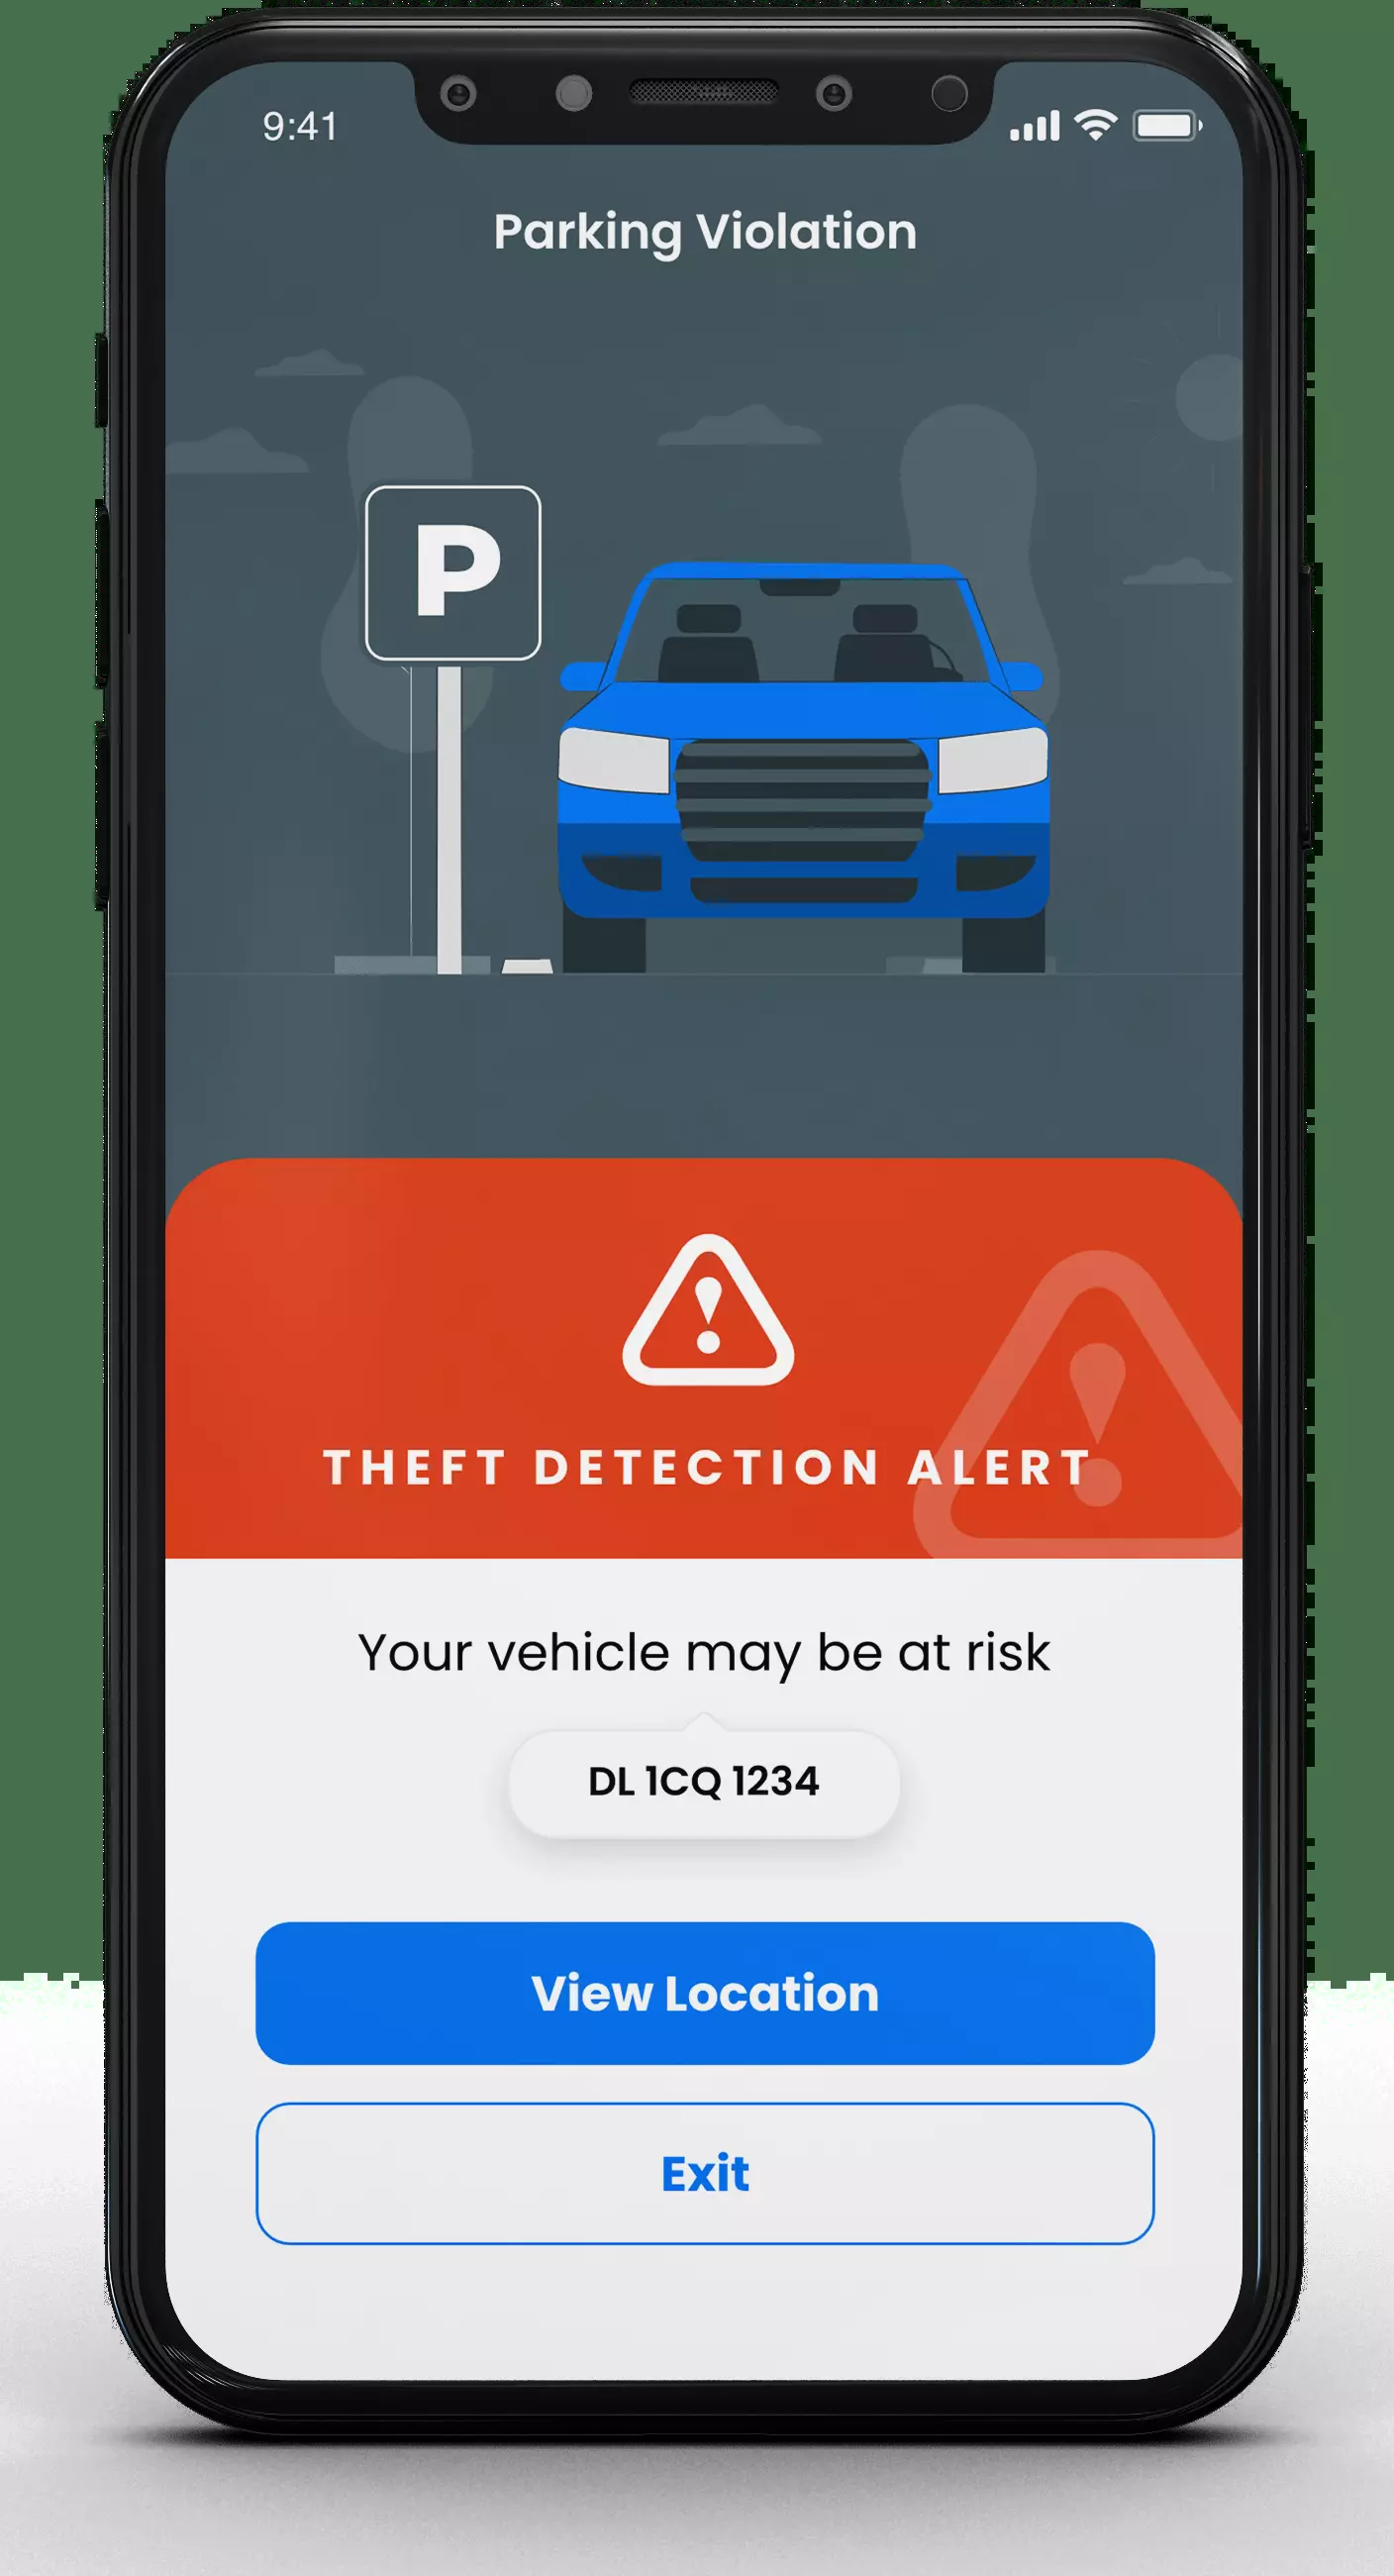 9:41
Parking Violation
P
THEFT DETECTION ALERT
Your vehicle may be at risk
DL 1CQ 1234
View Location
Exit